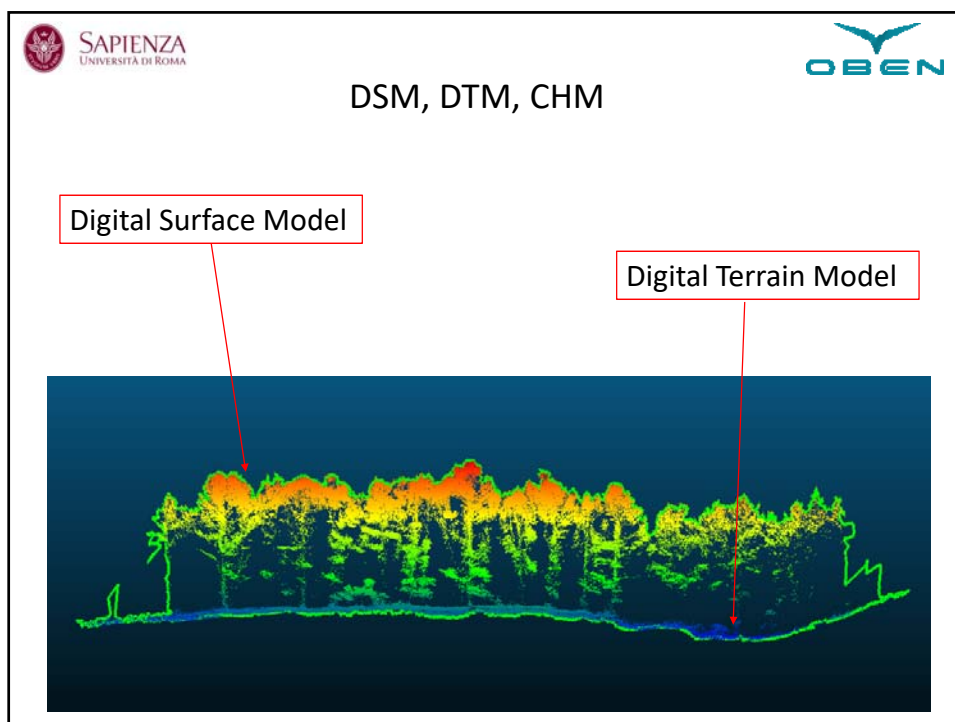 SAPIENZA
UNIVERSITÀ DI ROMA
OBEN
DSM, DTM, CHM
Digital Surface Model
Digital Terrain Model